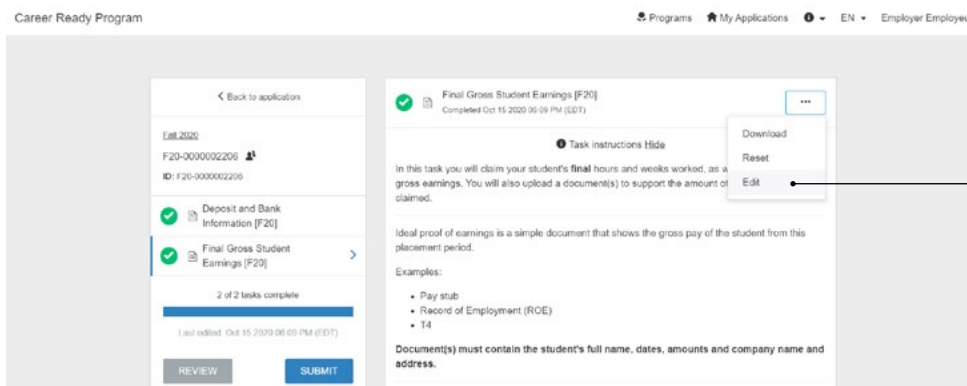 Career Ready Program
Programs My Applications EN Employer Employed
Back to application
Fall 2020
F20-0000002206
ID: F20-0000002206
Deposit and Bank
Information [F20]
Final Gross Student
Earnings [F20]
2 of 2 tasks complete
Last edited: Oct 15 2020 06:09 PM (EDT)
REVIEW SUBMIT
Final Gross Student Earnings [F20]
Completed Oct 15 2020 06:09 PM (EDT)
...
Download
Reset
Edit
Task instructions Hide
In this task you will claim your student's final hours and weeks worked, as w
gross earnings. You will also upload a document(s) to support the amount of
claimed.
Ideal proof of earnings is a simple document that shows the gross pay of the student from this
placement period.
Examples:
• Pay stub
• Record of Employment (ROE)
• T4
Document(s) must contain the student's full name, dates, amounts and company name and
address.